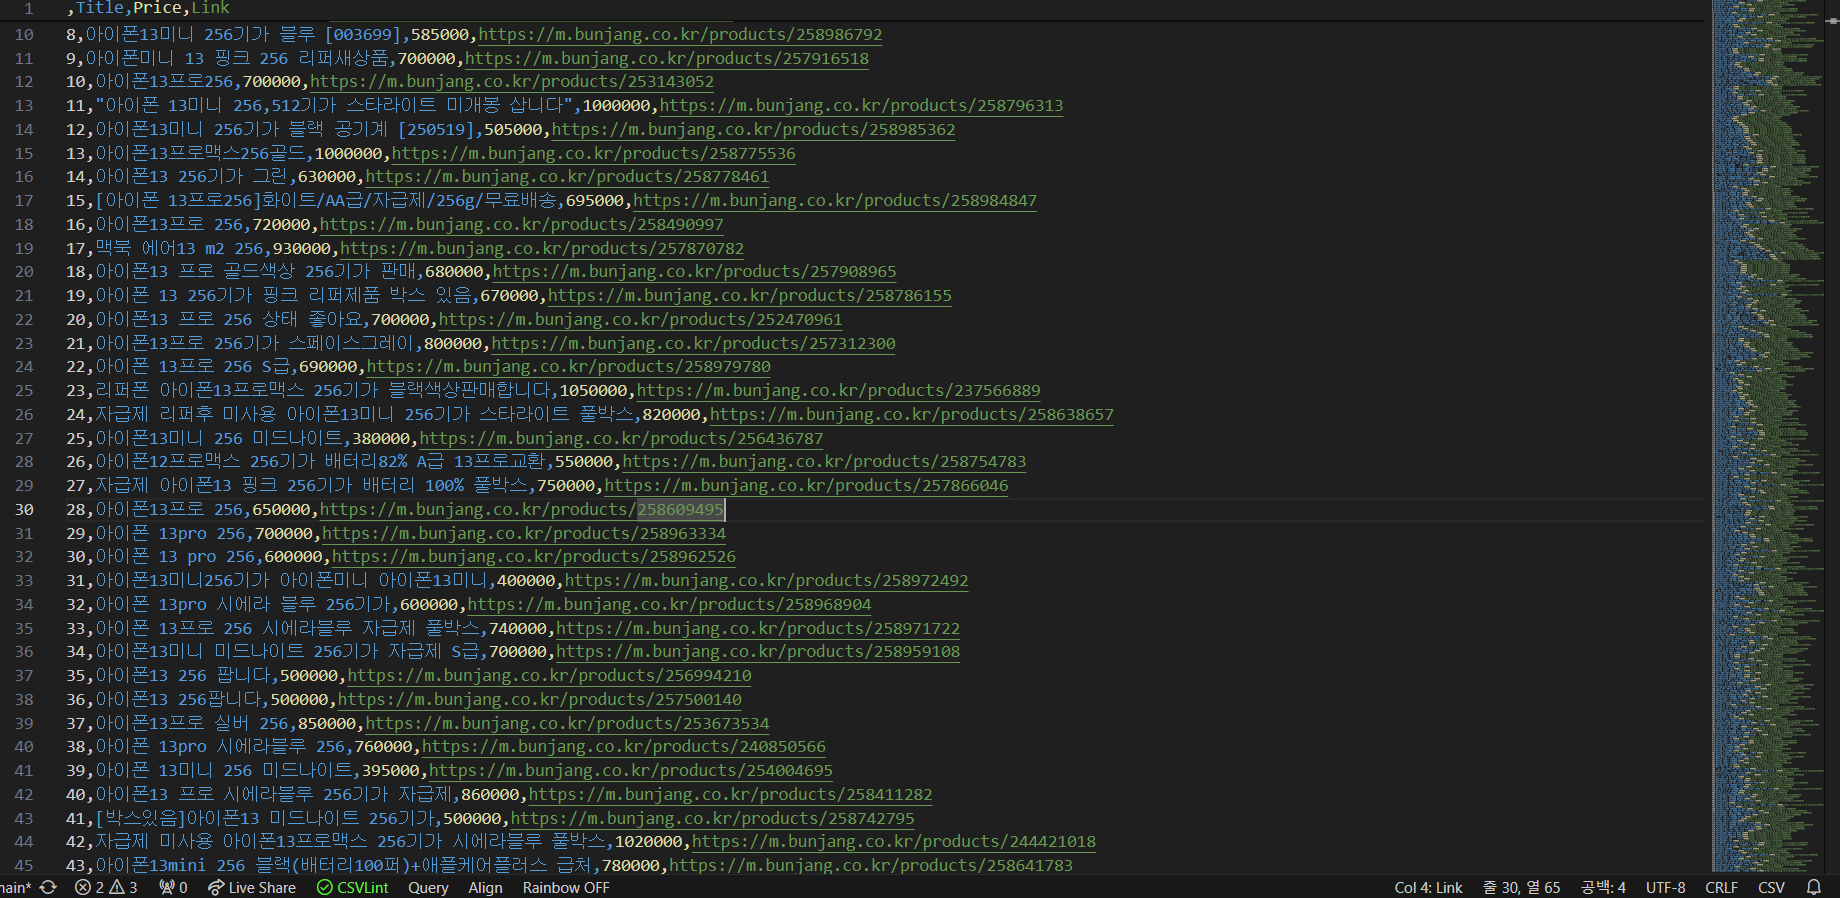 1 ,Title,Price,Link
10 8,아이폰13미니 256기가 블루 [003699],585000,https://m.bunjang.co.kr/products/258986792
11 9,아이폰미니 13 핑크 256 리퍼새상품,700000,https://m.bunjang.co.kr/products/257916518
12 10,아이폰13프로256,700000,https://m.bunjang.co.kr/products/253143052
13 11,"아이폰 13미니 256,512기가 스타라이트 미개봉 삽니다",1000000,https://m.bunjang.co.kr/products/258796313
14 12,아이폰13미니 256기가 블랙 공기계 [250519],505000,https://m.bunjang.co.kr/products/258985362
15 13,아이폰13프로맥스256골드,1000000,https://m.bunjang.co.kr/products/258775536
16 14,아이폰13 256기가 그린,630000,https://m.bunjang.co.kr/products/258778461
17 15,[아이폰 13프로256]화이트/AA급/자급제/256g/무료배송,695000,https://m.bunjang.co.kr/products/258984847
18 16,아이폰13프로 256,720000,https://m.bunjang.co.kr/products/258490997
19 17,맥북 에어13 m2 256,930000,https://m.bunjang.co.kr/products/257870782
20 18,아이폰13 프로 골드색상 256기가 판매,680000,https://m.bunjang.co.kr/products/257908965
21 19,아이폰 13 256기가 핑크 리퍼제품 박스 있음,670000,https://m.bunjang.co.kr/products/258786155
22 20,아이폰13 프로 256 상태 좋아요,700000,https://m.bunjang.co.kr/products/252470961
23 21,아이폰13프로 256기가 스페이스그레이,800000,https://m.bunjang.co.kr/products/257312300
24 22,아이폰 13프로 256 S급,690000,https://m.bunjang.co.kr/products/258979780
25 23,리퍼폰 아이폰13프로맥스 256기가 블랙색상판매합니다,1050000,https://m.bunjang.co.kr/products/237566889
26 24,자급제 리퍼후 미사용 아이폰13미니 256기가 스타라이트 풀박스,820000,https://m.bunjang.co.kr/products/258638657
27 25,아이폰13미니 256 미드나이트,380000,https://m.bunjang.co.kr/products/256436787
28 26,아이폰12프로맥스 256기가 배터리82% A급 13프로교환,550000,https://m.bunjang.co.kr/products/258754783
29 27,자급제 아이폰13 핑크 256기가 배터리 100% 풀박스,750000,https://m.bunjang.co.kr/products/257866046
30 28,아이폰13프로 256,650000,https://m.bunjang.co.kr/products/258609495
31 29,아이폰 13pro 256,700000,https://m.bunjang.co.kr/products/258963334
32 30,아이폰 13 pro 256,600000,https://m.bunjang.co.kr/products/258962526
33 31,아이폰13미니256기가 아이폰미니 아이폰13미니,400000,https://m.bunjang.co.kr/products/258972492
34 32,아이폰 13pro 시에라 블루 256기가,600000,https://m.bunjang.co.kr/products/258968904
35 33,아이폰 13프로 256 시에라블루 자급제 풀박스,740000,https://m.bunjang.co.kr/products/258971722
36 34,아이폰13미니 미드나이트 256기가 자급제 S급,700000,https://m.bunjang.co.kr/products/258959108
37 35,아이폰13 256 팝니다,500000,https://m.bunjang.co.kr/products/256994210
38 36,아이폰13 256팝니다,500000,https://m.bunjang.co.kr/products/257500140
39 37,아이폰13프로 실버 256,850000,https://m.bunjang.co.kr/products/253673534
40 38,아이폰 13pro 시에라블루 256,760000,https://m.bunjang.co.kr/products/240850566
41 39,아이폰 13미니 256 미드나이트,395000,https://m.bunjang.co.kr/products/254004695
42 40,아이폰13 프로 시에라블루 256기가 자급제,860000,https://m.bunjang.co.kr/products/258411282
43 41,[박스있음]아이폰13 미드나이트 256기가,500000,https://m.bunjang.co.kr/products/258742795
44 42,자급제 미사용 아이폰13프로맥스 256기가 시에라블루 풀박스,1020000,https://m.bunjang.co.kr/products/244421018
45 43,아이폰13mini 256 블랙(배터리100퍼)+애플케어플러스 급처,780000,https://m.bunjang.co.kr/products/258641783
nain* 2 3 0 Live Share CSVLint Query Align Rainbow OFF Col 4: Link 줄 30, 열 65 공백: 4 UTF-8 CRLF CSV